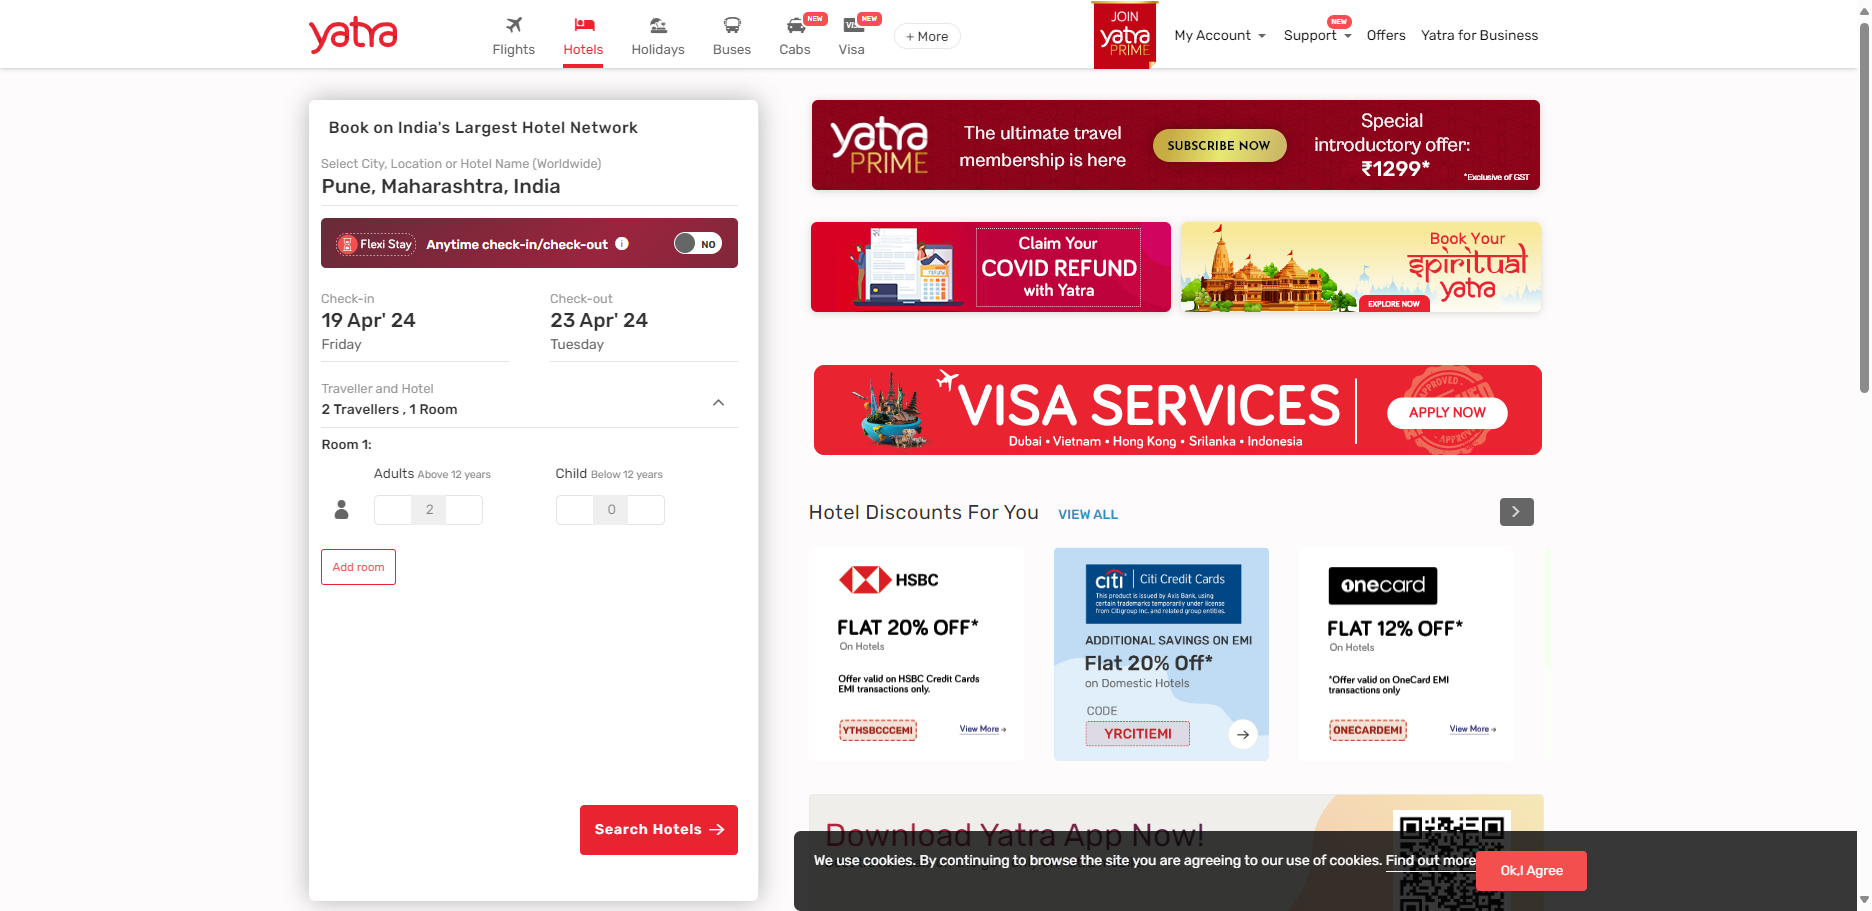 yatra
Flights
Hotels
Holidays
Buses
NEW
Cabs
NEW
Visa
+ More
JOIN
yatra
PRIME
My Account
NEW
Support
Offers
Yatra for Business
Book on India's Largest Hotel Network
Select City, Location or Hotel Name (Worldwide)
Pune, Maharashtra, India
Flexi Stay
Anytime check-in/check-out
i
NO
Check-in
19 Apr' 24
Friday
Check-out
23 Apr' 24
Tuesday
Traveller and Hotel
2 Travellers , 1 Room
Room 1:
Adults Above 12 years
Child Below 12 years
2
0
Add room
Search Hotels
yatra
PRIME
The ultimate travel
membership is here
SUBSCRIBE NOW
Special
introductory offer:
₹1299*
*Exclusive of GST
Claim Your
COVID REFUND
with Yatra
Book Your
spiritual
yatra
EXPLORE NOW
VISA SERVICES
Dubai • Vietnam • Hong Kong • Srilanka • Indonesia
APPROVED
APPLY NOW
Hotel Discounts For You
VIEW ALL
HSBC
FLAT 20% OFF*
On Hotels
Offer valid on HSBC Credit Cards
EMI transactions only.
YTHSBCCCEMI
View More
citi
Citi Credit Cards
This product is issued by Axis Bank, using
certain trademarks temporarily under license
from Citigroup Inc. and related group entities.
ADDITIONAL SAVINGS ON EMI
Flat 20% Off*
on Domestic Hotels
CODE
YRCITIEMI
onecard
FLAT 12% OFF*
On Hotels
*Offer valid on OneCard EMI
transactions only
ONECARDEMI
View More
Download Yatra App Now!
We use cookies. By continuing to browse the site you are agreeing to our use of cookies. Find out more
Ok,I Agree